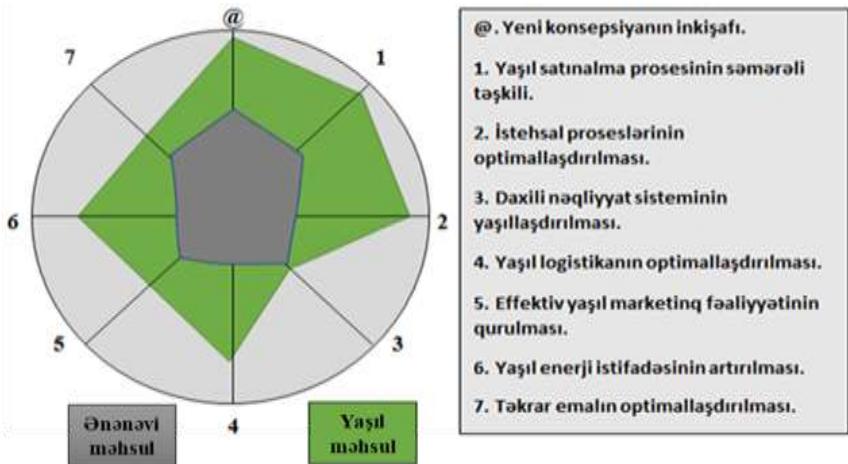 @
7
1
6
2
5
3
4
Ənənəvi
məhsul
Yaşıl
məhsul
@. Yeni konsepsiyanın inkişafı.
1. Yaşıl satınalma prosesinin səmərəli
təşkili.
2. İstehsal proseslərinin
optimallaşdırılması.
3. Daxili nəqliyyat sisteminin
yaşıllaşdırılması.
4. Yaşıl logistikanın optimallaşdırılması.
5. Effektiv yaşıl marketinq fəaliyyətinin
qurulması.
6. Yaşıl enerji istifadəsinin artırılması.
7. Təkrar emalın optimallaşdırılması.